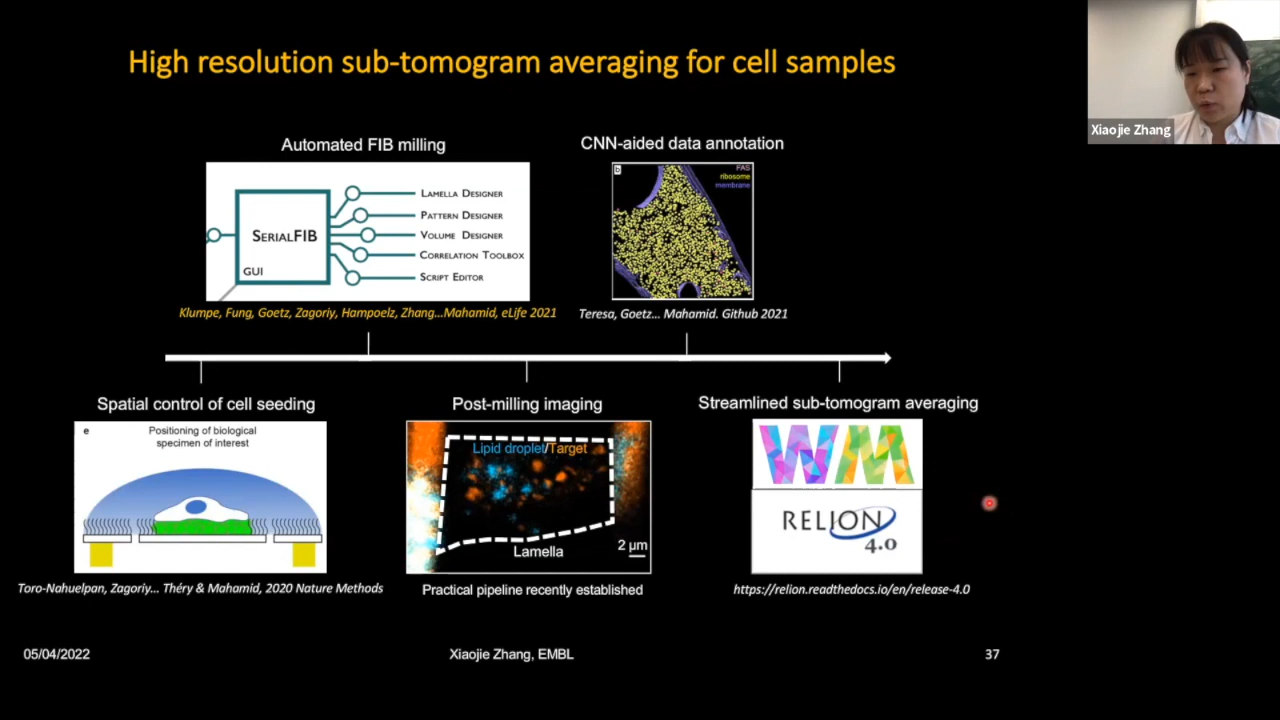 High resolution sub-tomogram averaging for cell samples
Xiaojie Zhang
Automated FIB milling
SERIALFIB
GUI
LAMELLA DESIGNER
PATTERN DESIGNER
VOLUME DESIGNER
CORRELATION TOOLBOX
SCRIPT EDITOR
Klumpe, Fung, Goetz, Zagoriy, Hampoelz, Zhang...Mahamid, eLife 2021
CNN-aided data annotation
b
FAS
ribosome
membrane
Teresa, Goetz... Mahamid. Github 2021
Spatial control of cell seeding
e
Positioning of biological
specimen of interest
Toro-Nahuelpan, Zagoriy... Théry & Mahamid, 2020 Nature Methods
Post-milling imaging
Lipid droplet/Target
Lamella
2 μm
Practical pipeline recently established
Streamlined sub-tomogram averaging
WM
RELION
4.0
https://relion.readthedocs.io/en/release-4.0
05/04/2022
Xiaojie Zhang, EMBL
37